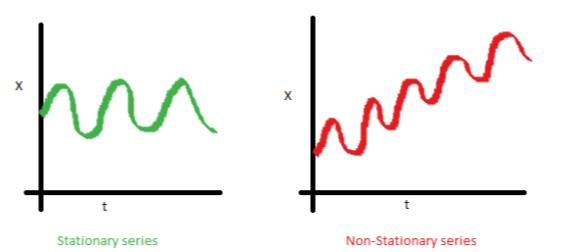 x
t
Stationary series
x
t
Non-Stationary series